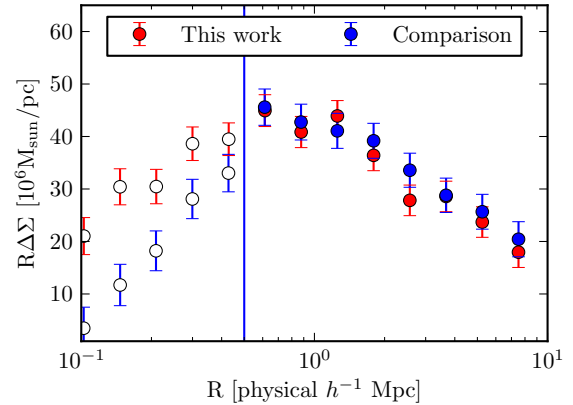 This work
Comparison
RΔΣ [10⁶M_sun/pc]
60
50
40
30
20
10
10⁻¹
10⁰
10¹
R [physical h⁻¹ Mpc]